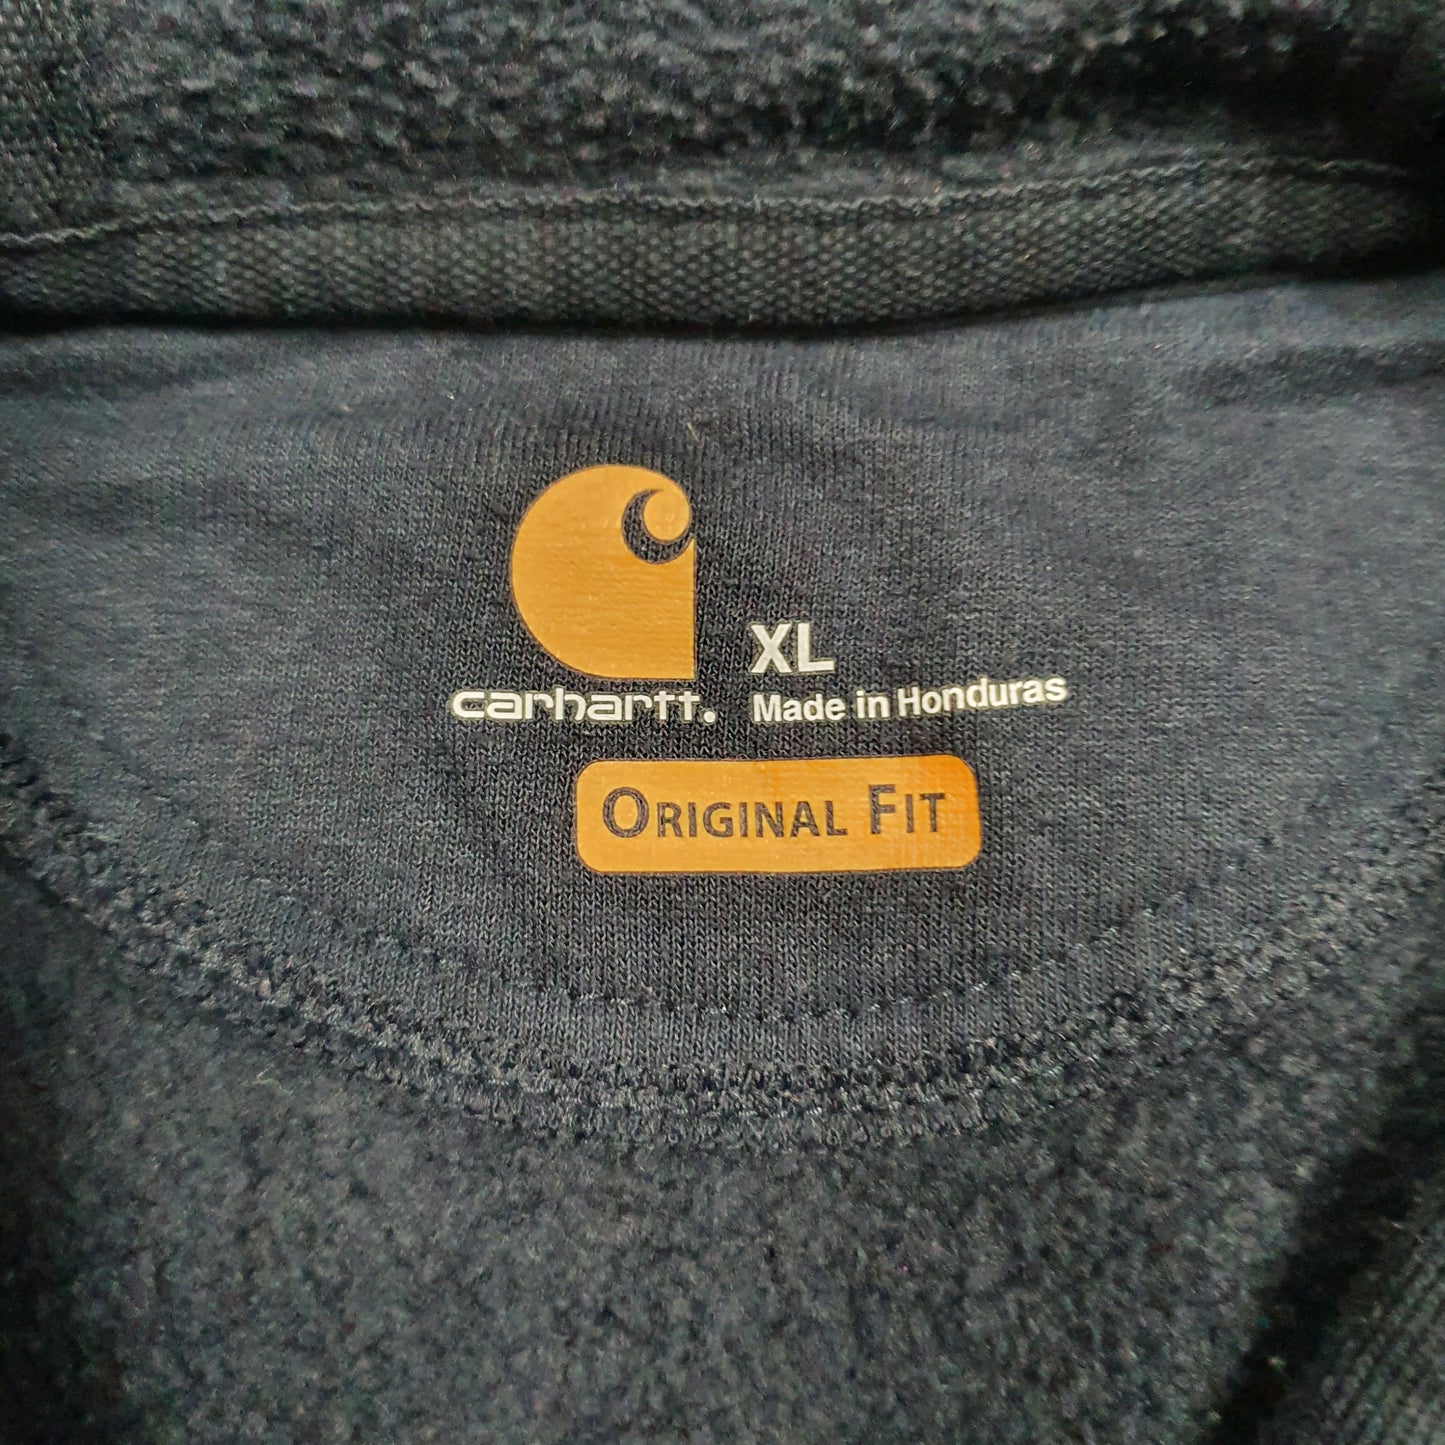 XL
carhartt.
Made in Honduras
ORIGINAL FIT